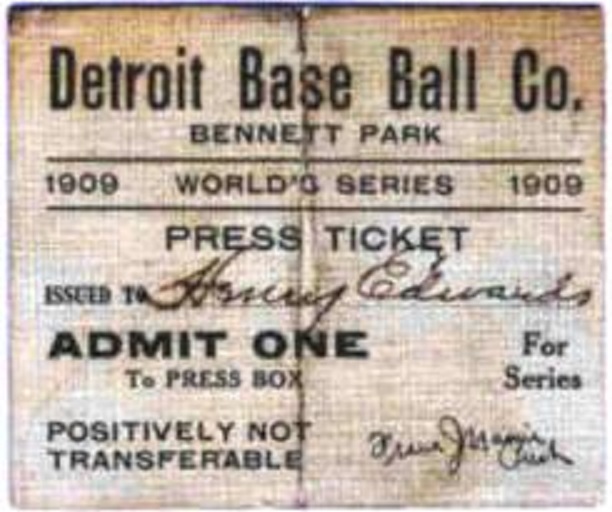 Detroit Base Ball Co.
BENNETT PARK
1909 WORLD'S SERIES 1909
PRESS TICKET
ISSUED TO Henry Edwards
ADMIT ONE For
To PRESS BOX Series
POSITIVELY NOT
TRANSFERABLE